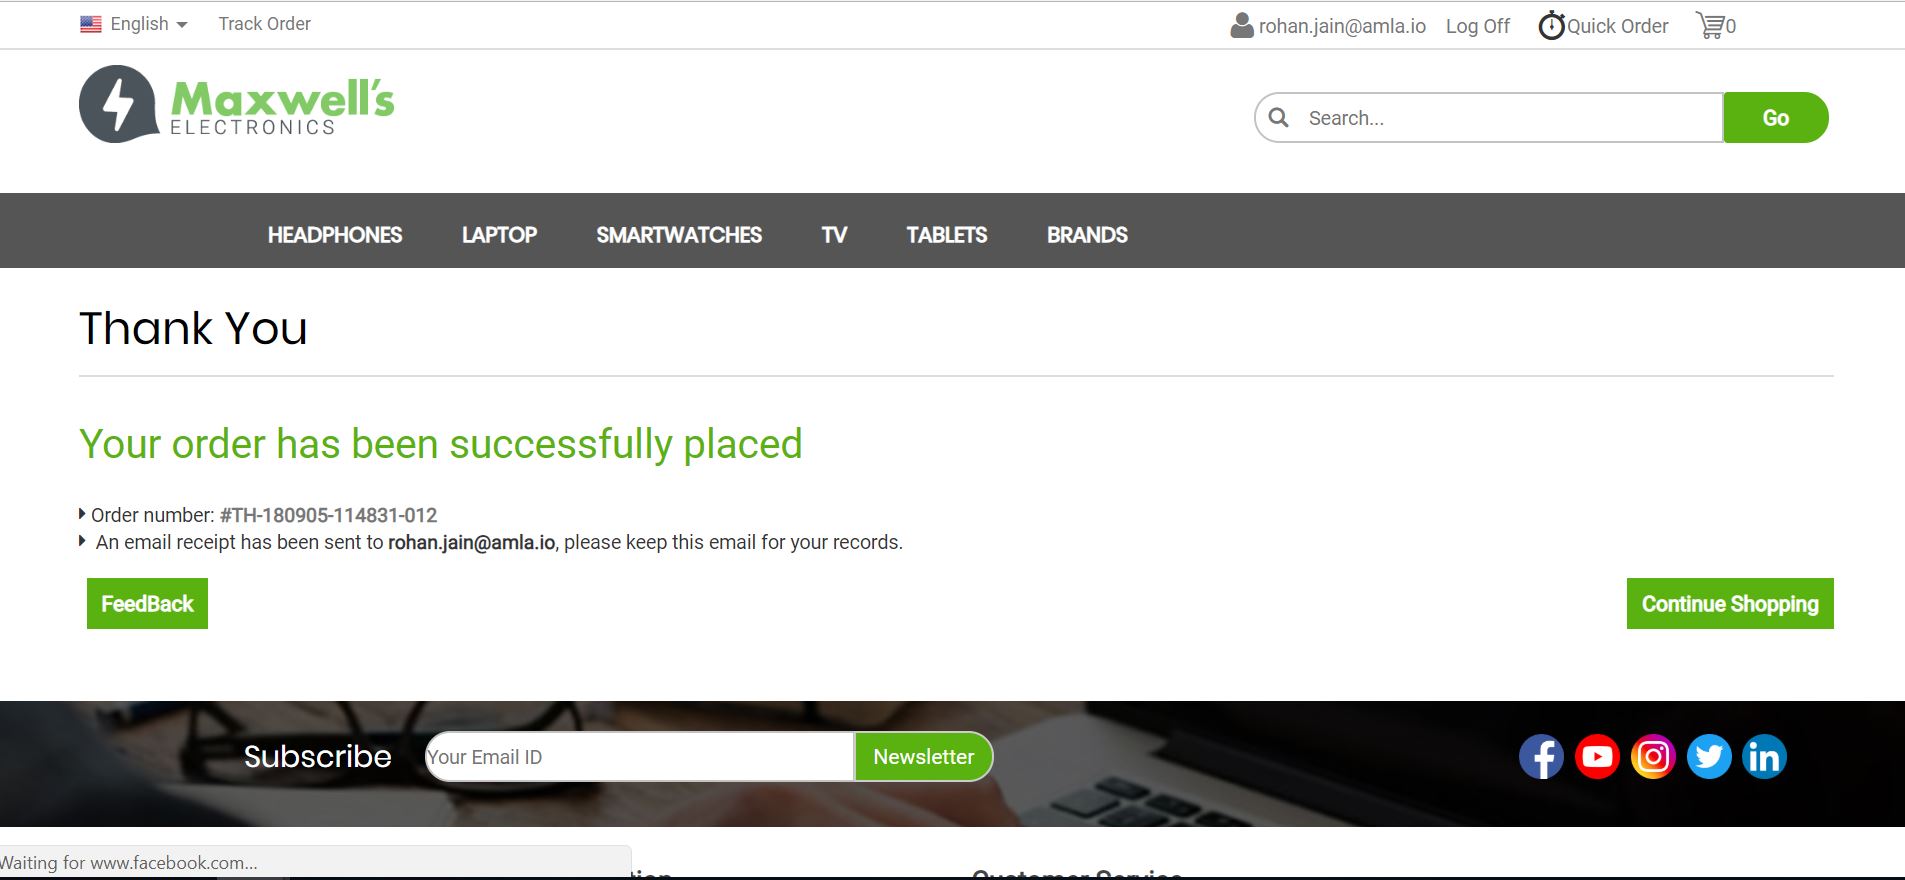 English Track Order rohan.jain@amla.io Log Off Quick Order 0
Maxwell's
ELECTRONICS
Search... Go
HEADPHONES LAPTOP SMARTWATCHES TV TABLETS BRANDS
Thank You
Your order has been successfully placed
Order number: #TH-180905-114831-012
An email receipt has been sent to rohan.jain@amla.io, please keep this email for your records.
FeedBack Continue Shopping
Subscribe Your Email ID Newsletter
Waiting for www.facebook.com...
Customer Service